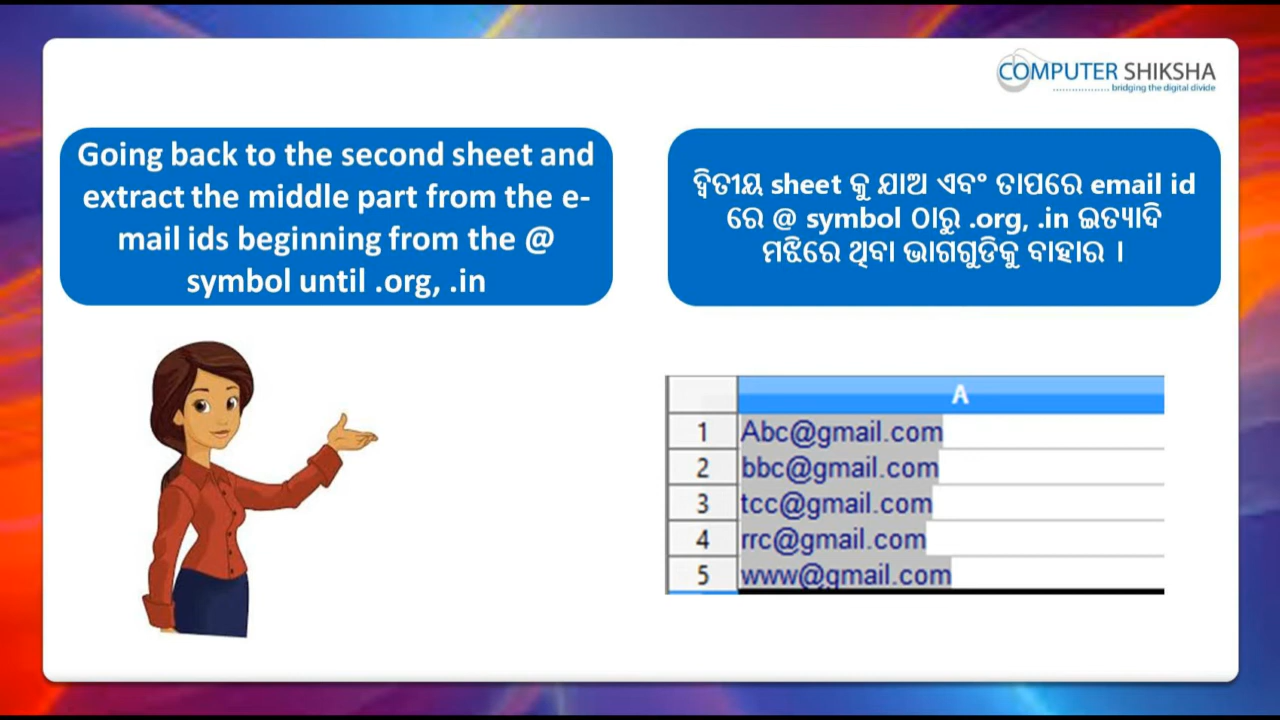 COMPUTER SHIKSHA
bridging the digital divide
Going back to the second sheet and
extract the middle part from the e-
mail ids beginning from the @
symbol until .org, .in
ଦ୍ଵିତୀୟ sheet କୁ ଯାଅ ଏବଂ ତାପରେ email id
ରେ @ symbol ଠାରୁ .org, .in ଇତ୍ୟାଦି
ମଝିରେ ଥିବା ଭାଗଗୁଡିକୁ ବାହାର ।
A
1 Abc@gmail.com
2 bbc@gmail.com
3 tcc@gmail.com
4 rrc@gmail.com
5 www@gmail.com